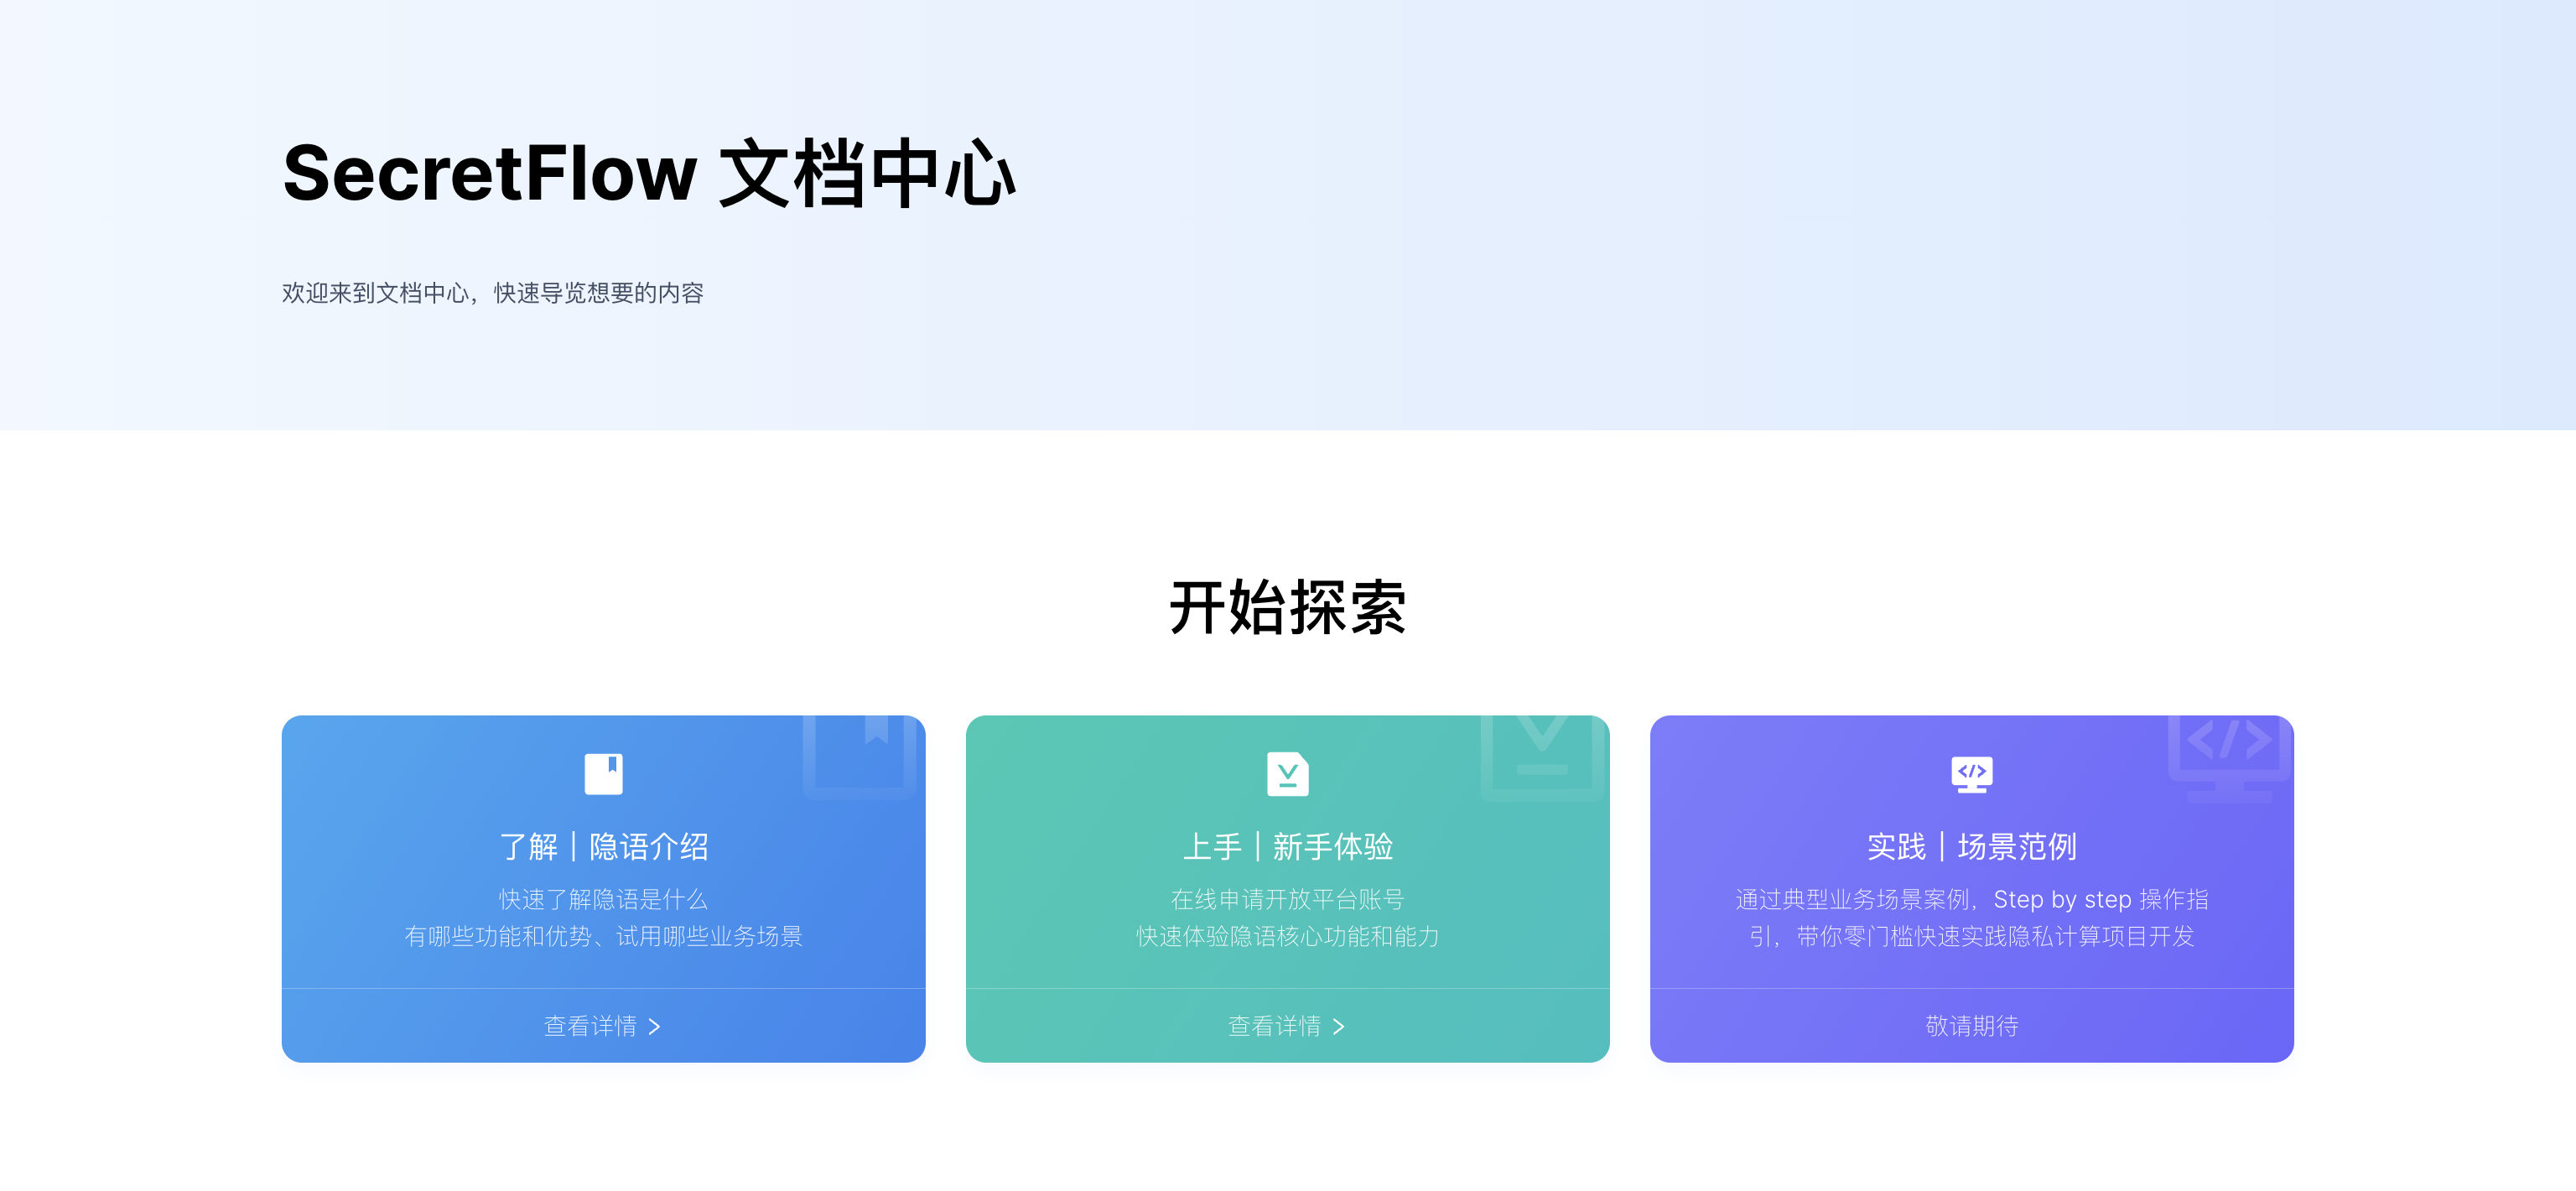 SecretFlow 文档中心
欢迎来到文档中心，快速导览想要的内容
开始探索
了解｜隐语介绍
快速了解隐语是什么
有哪些功能和优势、试用哪些业务场景
查看详情 >
上手｜新手体验
在线申请开放平台账号
快速体验隐语核心功能和能力
查看详情 >
实践｜场景范例
通过典型业务场景案例，Step by step 操作指
引，带你零门槛快速实践隐私计算项目开发
敬请期待